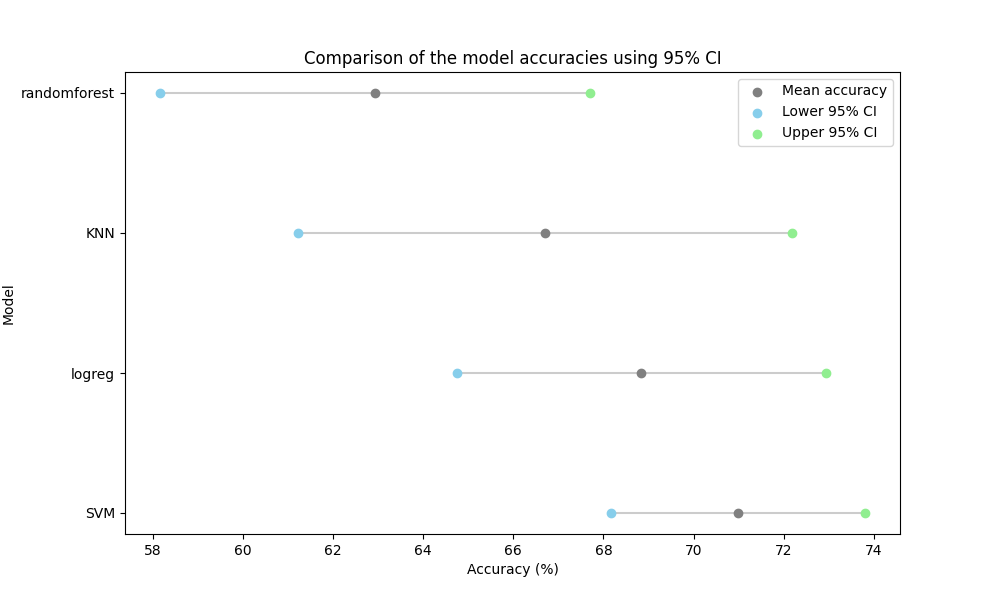 Comparison of the model accuracies using 95% CI
randomforest
KNN
logreg
SVM
Model
Mean accuracy
Lower 95% CI
Upper 95% CI
58 60 62 64 66 68 70 72 74
Accuracy (%)